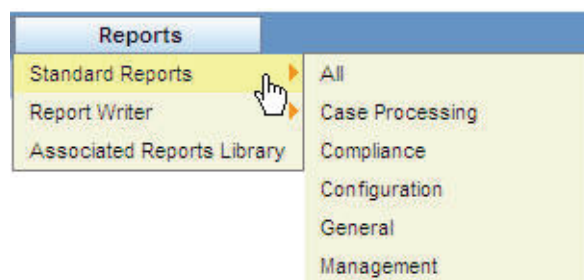 Reports
Standard Reports
Report Writer
Associated Reports Library
All
Case Processing
Compliance
Configuration
General
Management